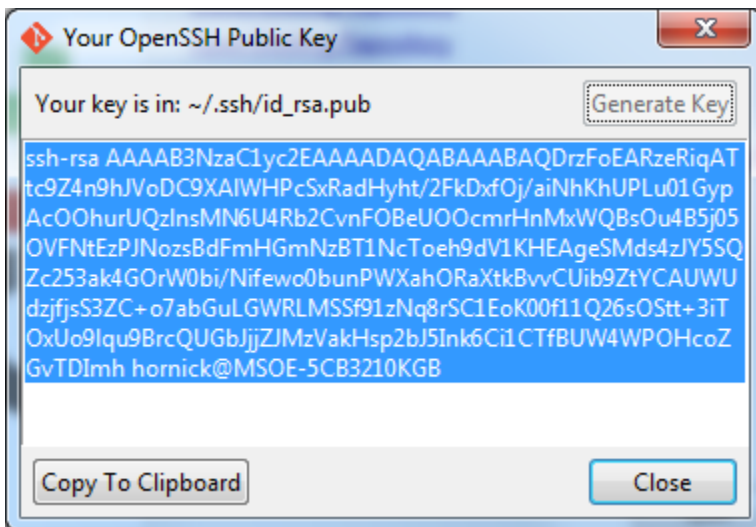 Your OpenSSH Public Key
Your key is in: ~/.ssh/id_rsa.pub
Generate Key
ssh-rsa AAAAB3NzaC1yc2EAAAADAQABAAABAQDrzFoEARzeRiqAT
tc9Z4n9hJVoDC9XAIWHPcSxRadHyht/2FkDxfOj/aiNhKhUPLu01Gyp
AcOOhurUQzlnsMN6U4Rb2CvnFOBeUOOcmrHnMxWQBsOu4B5j05
OVFNtEzPJNozsBdFmHGmNzBT1NcToeh9dV1KHEAgeSMds4zJY5SQ
Zc253ak4GOrW0bi/Nifewo0bunPWXahORaXtkBvvCUib9ZtYCAUWU
dzjfjsS3ZC+o7abGuLGWRLMSSf91zNq8rSC1EoK00f11Q26sOStt+3iT
OxUo9Iqu9BrcQUGbJjjZJMzVakHsp2bJ5Ink6Ci1CTfBUW4WPOHcoZ
GvTDImh hornick@MSOE-5CB3210KGB
Copy To Clipboard
Close